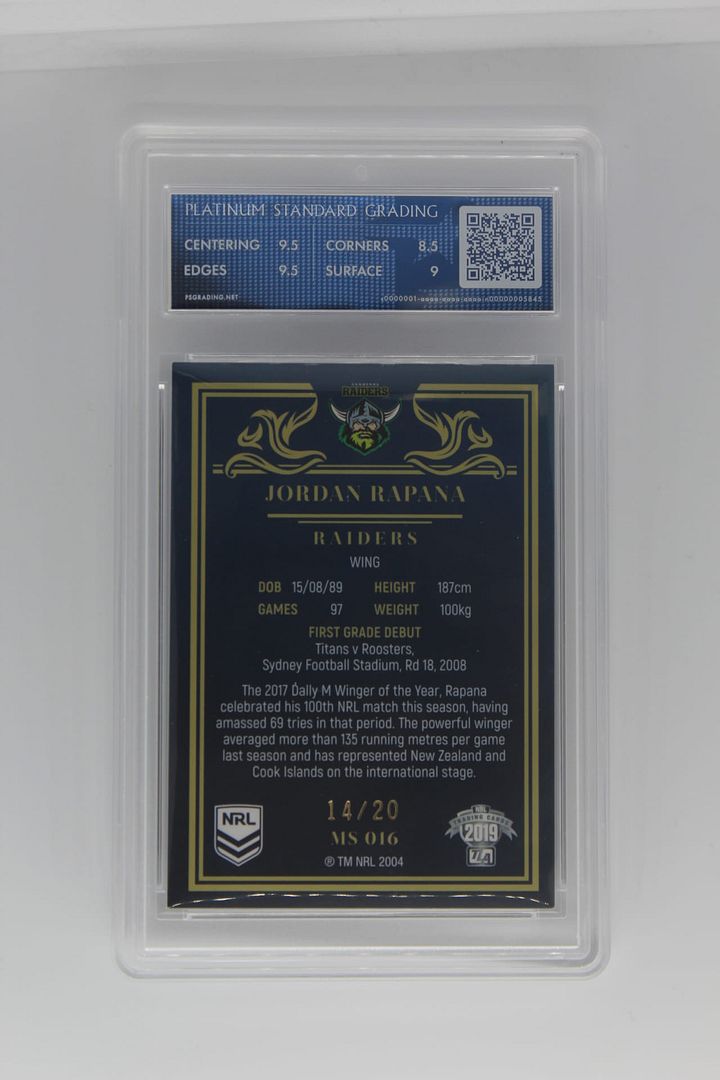 PLATINUM STANDARD GRADING
CENTERING 9.5 CORNERS 8.5
EDGES 9.5 SURFACE 9
PSGRADING.NET
RAIDERS
JORDAN RAPANA
RAIDERS
WING
DOB 15/08/89 HEIGHT 187cm
GAMES 97 WEIGHT 100kg
FIRST GRADE DEBUT
Titans v Roosters,
Sydney Football Stadium, Rd 18, 2008
The 2017 Dally M Winger of the Year, Rapana
celebrated his 100th NRL match this season, having
amassed 69 tries in that period. The powerful winger
averaged more than 135 running metres per game
last season and has represented New Zealand and
Cook Islands on the international stage.
14/20
MS 016
® TM NRL 2004
NRL
NRL
TRADING CARDS
2019